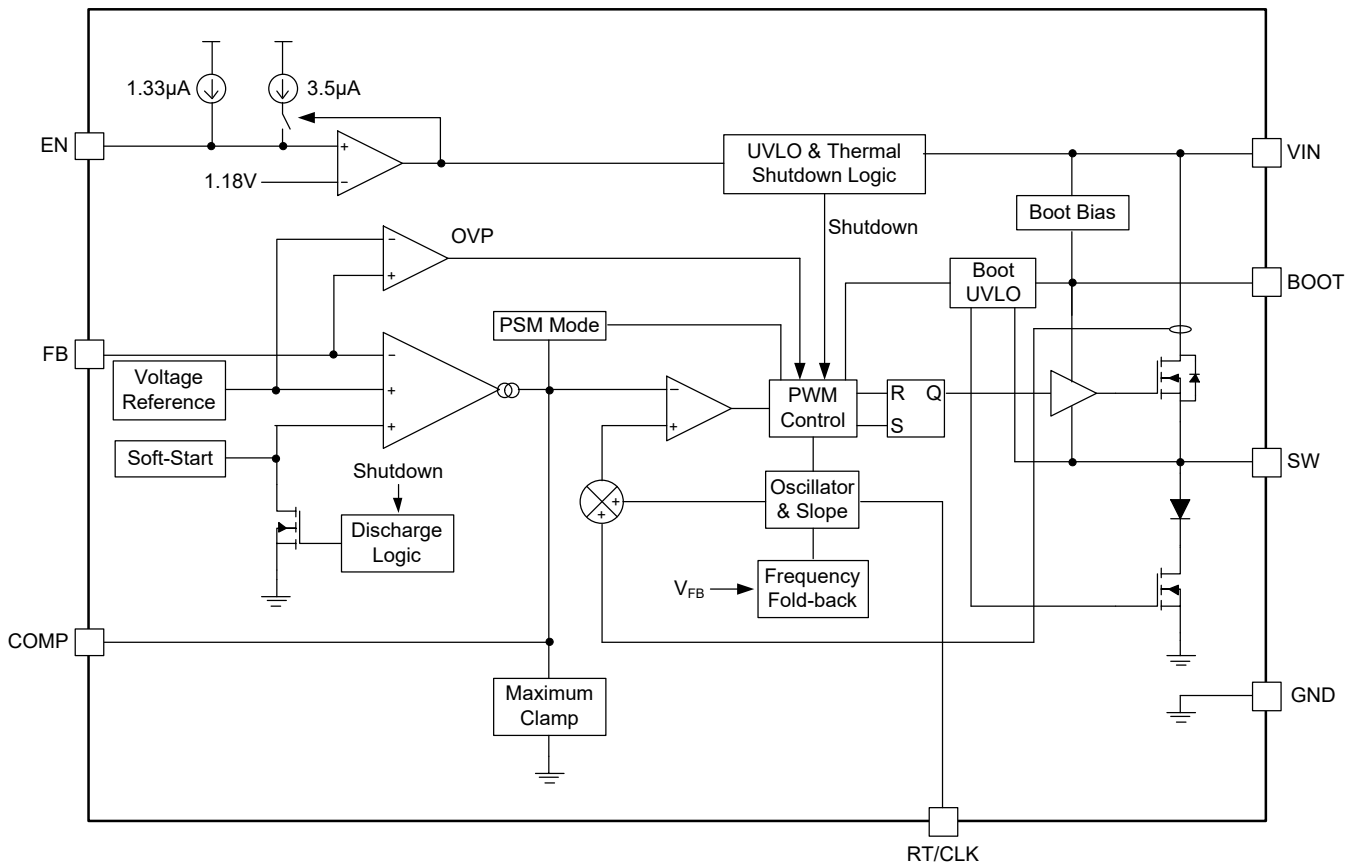 1.33µA
3.5µA
EN
+
−
1.18V
UVLO & Thermal
Shutdown Logic
VIN
Boot Bias
Shutdown
OVP
−
+
Boot
UVLO
BOOT
PSM Mode
FB
−
+
+
Voltage
Reference
−
+
PWM
Control
R Q
S
Soft-Start
Shutdown
SW
+
+
Oscillator
& Slope
Discharge
Logic
VFB
Frequency
Fold-back
COMP
Maximum
Clamp
GND
RT/CLK